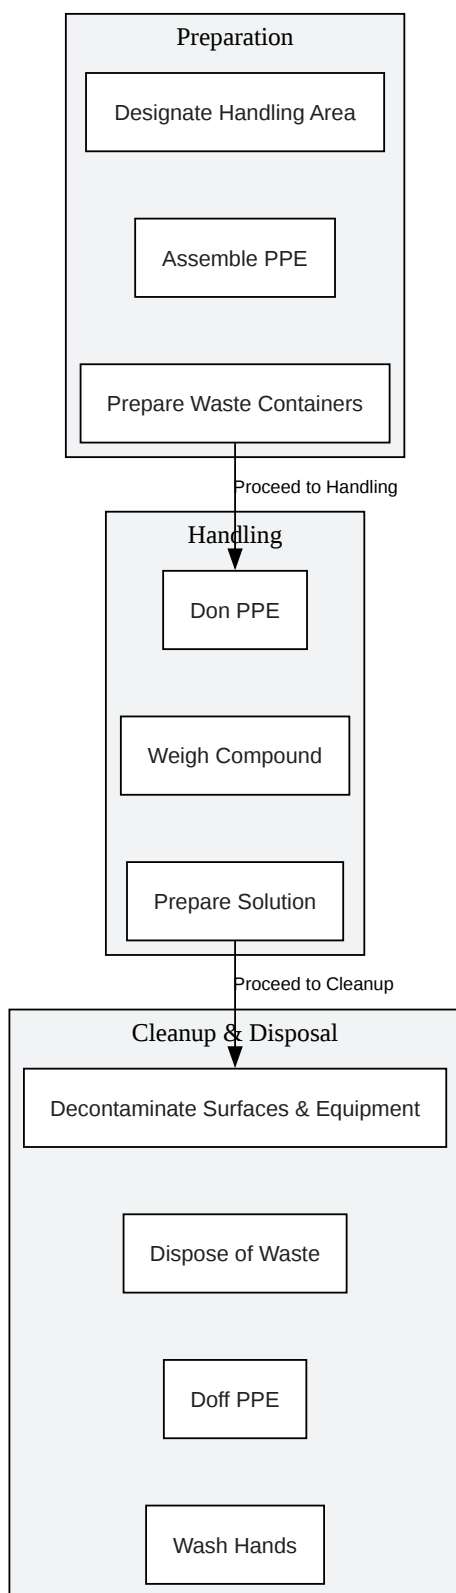 Preparation
Designate Handling Area
Assemble PPE
Prepare Waste Containers
Proceed to Handling
Handling
Don PPE
Weigh Compound
Prepare Solution
Proceed to Cleanup
Cleanup & Disposal
Decontaminate Surfaces & Equipment
Dispose of Waste
Doff PPE
Wash Hands